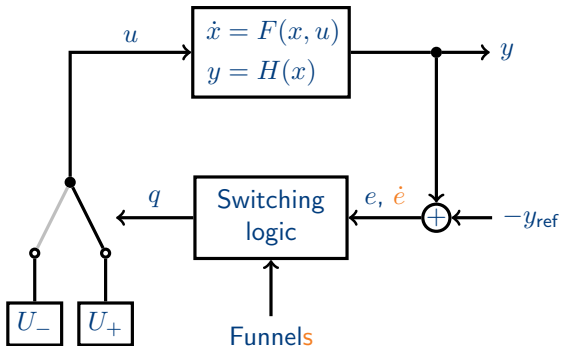 u
ẋ = F(x, u)
y = H(x)
y
q
Switching
logic
e, ė
+
−y_ref
U_−
U_+
Funnels